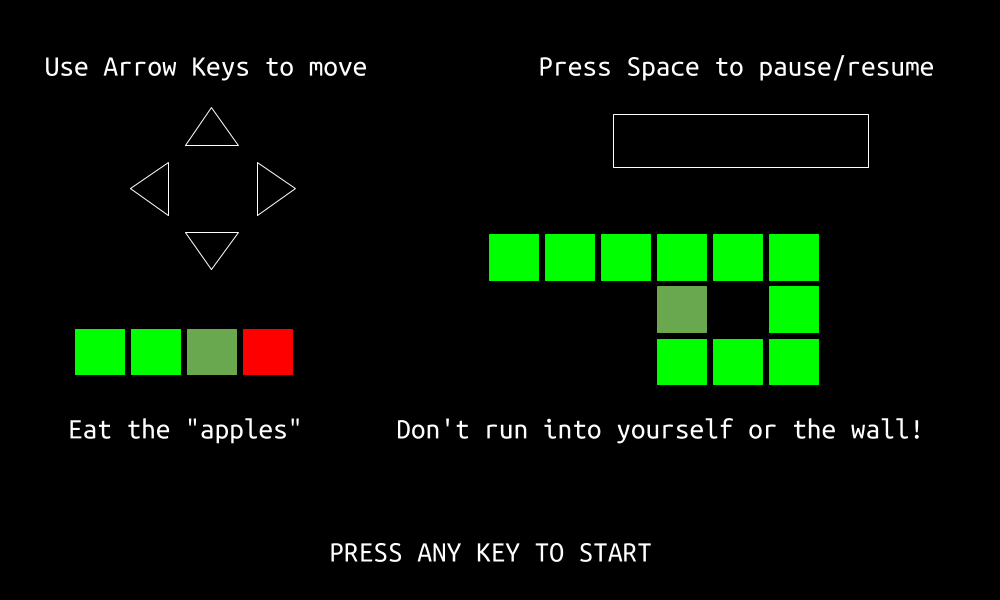 Use Arrow Keys to move
Press Space to pause/resume
Eat the "apples"
Don't run into yourself or the wall!
PRESS ANY KEY TO START